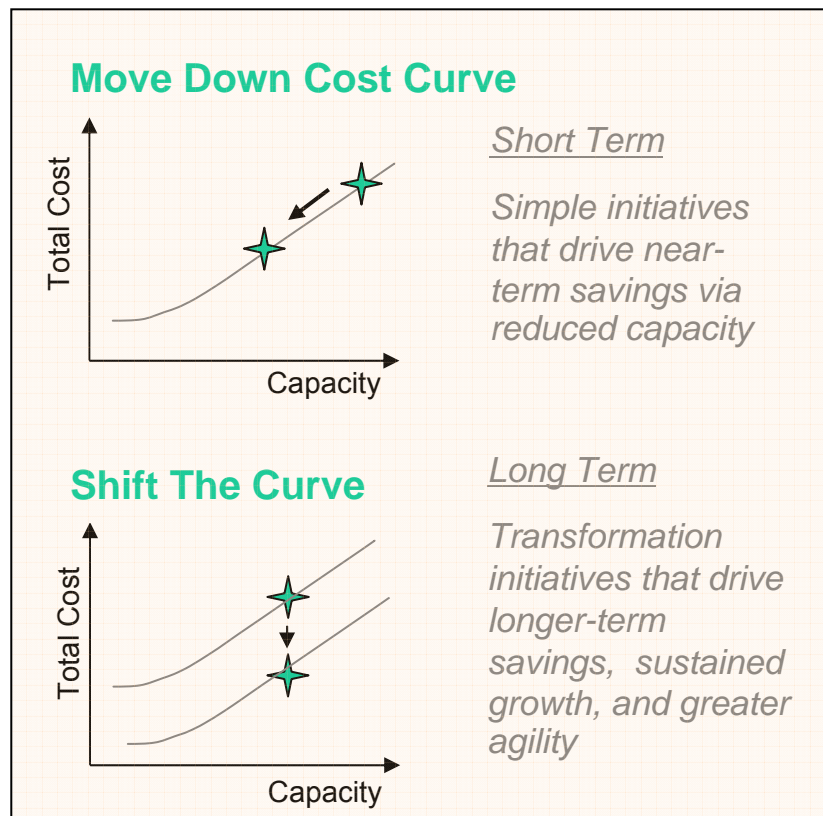 Move Down Cost Curve
Total Cost
Capacity
Short Term
Simple initiatives
that drive near-
term savings via
reduced capacity
Shift The Curve
Total Cost
Capacity
Long Term
Transformation
initiatives that drive
longer-term
savings,  sustained
growth, and greater
agility